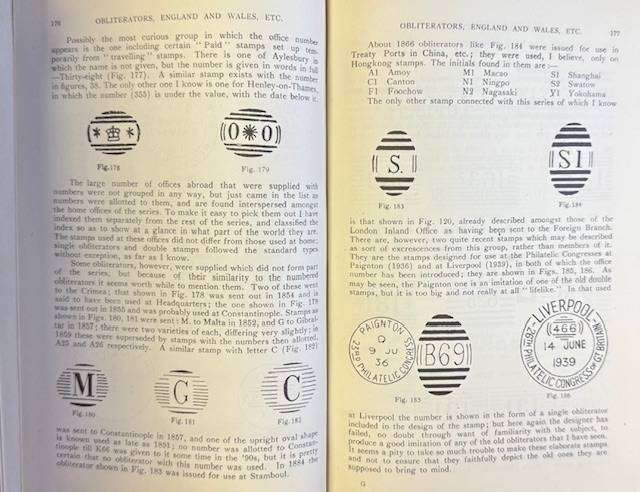 176 OBLITERATORS, ENGLAND AND WALES, ETC.
Possibly the most curious group in which the office number
appears is the one including certain "Paid" stamps set up tem-
porarily from "travelling" stamps. There is one of Aylesbury in
which the name is not given, but the number is given in words in full
—Thirty-eight (Fig. 177). A similar stamp exists with the number
in figures, 38. The only other one I know is one for Henley-on-Thames,
in which the number (355) is under the value, with the date below it.
(O*O)
Fig.178 Fig. 179
The large number of offices abroad that were supplied with
numbers were not grouped in any way, but just came in the list as
numbers were allotted to them, and are found interspersed amongst
the home offices of the series. To make it easy to pick them out I have
indexed them separately from the rest of the series, and classified the
index so as to show at a glance in what part of the world they are.
The stamps used at these offices did not differ from those used at home;
single obliterators and double stamps followed the standard types
without exception, as far as I know.
Some obliterators, however, were supplied which did not form part
of the series, but because of their similarity to the numbered
obliterators it seems worth while to mention them. Two of these went
to the Crimea; that shown in Fig. 178 was sent out in 1854 and is
said to have been used at Headquarters; the one shown in Fig. 179
was sent out in 1855 and was probably used at Constantinople. Stamps as
shown in Figs. 180, 181 were sent: M. to Malta in 1852, and G to Gibral-
tar in 1857; there were two varieties of each, differing very slightly; in
1859 these were superseded by stamps with the numbers then allotted,
A25 and A26 respectively. A similar stamp with letter C (Fig. 182)
M G C
Fig. 180 Fig. 181 Fig. 182
was sent to Constantinople in 1857, and one of the upright oval shape
is known used as late as 1881; no number was allotted to Constan-
tinople till K66 was given to it some time in the '90s, but it is pretty
certain that no obliterator with this number was used. In 1884 the
obliterator shown in Fig. 183 was issued for use at Stamboul.
OBLITERATORS, ENGLAND AND WALES, ETC. 177
About 1866 obliterators like Fig. 184 were issued for use in
Treaty Ports in China, etc.; they were used, I believe, only on
Hongkong stamps. The initials found in them are :—
A1 Amoy M1 Macao S1 Shanghai
C1 Canton N1 Ningpo S2 Swatow
F1 Foochow N2 Nagasaki Y1 Yokohama
The only other stamp connected with this series of which I know
S. S1
Fig. 183 Fig.184
is that shown in Fig. 120, already described amongst those of the
London Inland Office as having been sent to the Foreign Branch.
There are, however, two quite recent stamps which may be described
as sort of excrescences from this group, rather than members of it.
They are the stamps designed for use at the Philatelic Congresses at
Paignton (1936) and at Liverpool (1939), in both of which the office
number has been introduced; they are shown in Figs. 185, 186. As
may be seen, the Paignton one is an imitation of one of the old double
stamps, but it is too big and not really at all "lifelike." In that used
PAIGNTON
D
9 JU
36
23RD PHILATELIC CONGRESS
B69
LIVERPOOL
466
14 JUNE
1939
26TH PHILATELIC CONGRESS OF GT BRITAIN
Fig. 185 Fig. 186
at Liverpool the number is shown in the form of a single obliterator
included in the design of the stamp; but here again the designer has
failed, no doubt through want of familiarity with the subject, to
produce a good imitation of any of the old obliterators that I have seen.
It seems a pity to take so much trouble to make these elaborate stamps
and not to ensure that they faithfully depict the old ones they are
supposed to bring to mind.
G